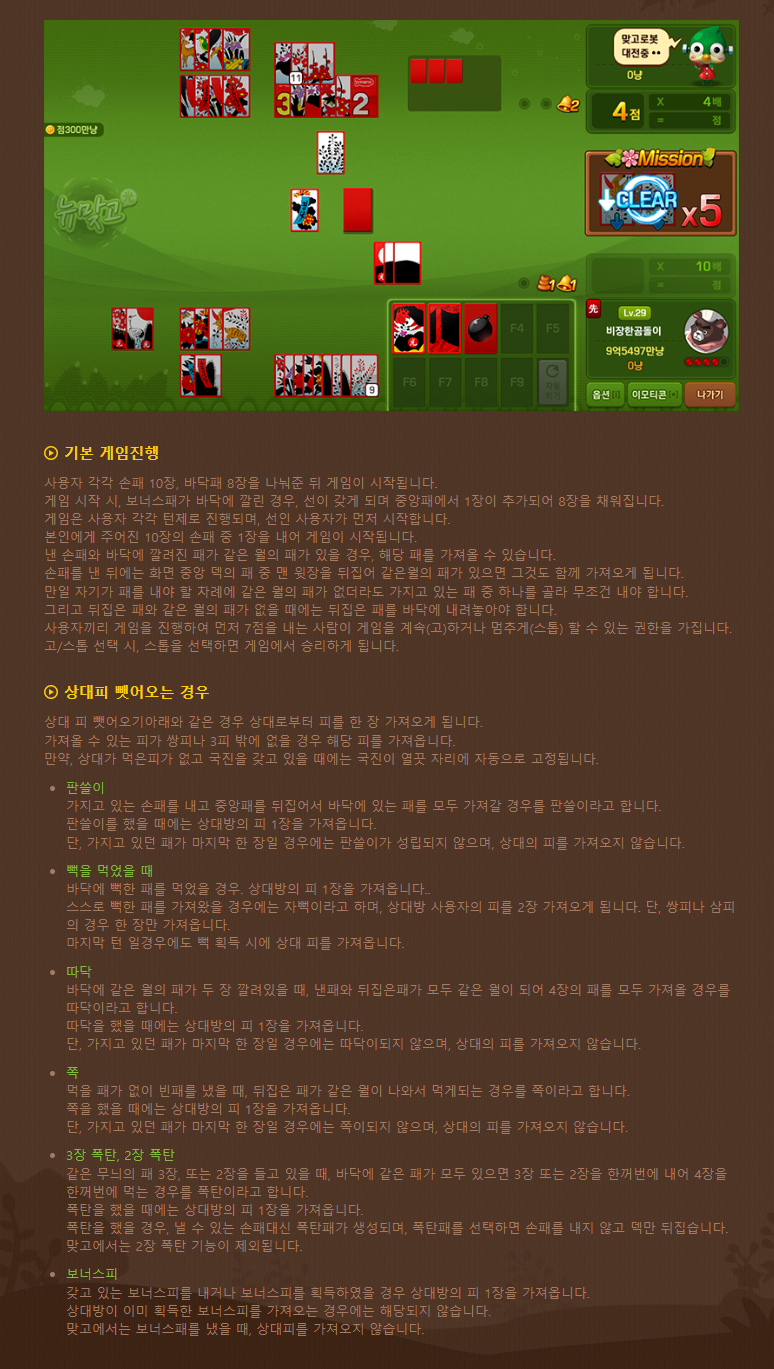 맞고로봇
대전중 ••
0냥
2
11
3
2
4점
X 4배
= 점
점300만냥
Mission
CLEAR
x5
뉴맞고
X 10배
= 점
1
1
先
Lv.29
비장한곰돌이
9억5497만냥
0냥
F4
F5
F6
F7
F8
F9
자동
치기
9
옵션
이모티콘
나가기
기본 게임진행
사용자 각각 손패 10장, 바닥패 8장을 나눠준 뒤 게임이 시작됩니다.
게임 시작 시, 보너스패가 바닥에 깔린 경우, 선이 갖게 되며 중앙패에서 1장이 추가되어 8장을 채워집니다.
게임은 사용자 각각 턴제로 진행되며, 선인 사용자가 먼저 시작합니다.
본인에게 주어진 10장의 손패 중 1장을 내어 게임이 시작됩니다.
낸 손패와 바닥에 깔려진 패가 같은 월의 패가 있을 경우, 해당 패를 가져올 수 있습니다.
손패를 낸 뒤에는 화면 중앙 덱의 패 중 맨 윗장을 뒤집어 같은월의 패가 있으면 그것도 함께 가져오게 됩니다.
만일 자기가 패를 내야 할 차례에 같은 월의 패가 없더라도 가지고 있는 패 중 하나를 골라 무조건 내야 합니다.
그리고 뒤집은 패와 같은 월의 패가 없을 때에는 뒤집은 패를 바닥에 내려놓아야 합니다.
사용자끼리 게임을 진행하여 먼저 7점을 내는 사람이 게임을 계속(고)하거나 멈추게(스톱) 할 수 있는 권한을 가집니다.
고/스톱 선택 시, 스톱을 선택하면 게임에서 승리하게 됩니다.
상대피 뺏어오는 경우
상대 피 뺏어오기아래와 같은 경우 상대로부터 피를 한 장 가져오게 됩니다.
가져올 수 있는 피가 쌍피나 3피 밖에 없을 경우 해당 피를 가져옵니다.
만약, 상대가 먹은피가 없고 국진을 갖고 있을 때에는 국진이 열끗 자리에 자동으로 고정됩니다.
• 판쓸이
가지고 있는 손패를 내고 중앙패를 뒤집어서 바닥에 있는 패를 모두 가져갈 경우를 판쓸이라고 합니다.
판쓸이를 했을 때에는 상대방의 피 1장을 가져옵니다.
단, 가지고 있던 패가 마지막 한 장일 경우에는 판쓸이가 성립되지 않으며, 상대의 피를 가져오지 않습니다.
• 뻑을 먹었을 때
바닥에 뻑한 패를 먹었을 경우. 상대방의 피 1장을 가져옵니다..
스스로 뻑한 패를 가져왔을 경우에는 자뻑이라고 하며, 상대방 사용자의 피를 2장 가져오게 됩니다. 단, 쌍피나 삼피
의 경우 한 장만 가져옵니다.
마지막 턴 일경우에도 뻑 획득 시에 상대 피를 가져옵니다.
• 따닥
바닥에 같은 월의 패가 두 장 깔려있을 때, 낸패와 뒤집은패가 모두 같은 월이 되어 4장의 패를 모두 가져올 경우를
따닥이라고 합니다.
따닥을 했을 때에는 상대방의 피 1장을 가져옵니다.
단, 가지고 있던 패가 마지막 한 장일 경우에는 따닥이되지 않으며, 상대의 피를 가져오지 않습니다.
• 쪽
먹을 패가 없이 빈패를 냈을 때, 뒤집은 패가 같은 월이 나와서 먹게되는 경우를 쪽이라고 합니다.
쪽을 했을 때에는 상대방의 피 1장을 가져옵니다.
단, 가지고 있던 패가 마지막 한 장일 경우에는 쪽이되지 않으며, 상대의 피를 가져오지 않습니다.
• 3장 폭탄, 2장 폭탄
같은 무늬의 패 3장, 또는 2장을 들고 있을 때, 바닥에 같은 패가 모두 있으면 3장 또는 2장을 한꺼번에 내어 4장을
한꺼번에 먹는 경우를 폭탄이라고 합니다.
폭탄을 했을 때에는 상대방의 피 1장을 가져옵니다.
폭탄을 했을 경우, 낼 수 있는 손패대신 폭탄패가 생성되며, 폭탄패를 선택하면 손패를 내지 않고 덱만 뒤집습니다.
맞고에서는 2장 폭탄 기능이 제외됩니다.
• 보너스피
갖고 있는 보너스피를 내거나 보너스피를 획득하였을 경우 상대방의 피 1장을 가져옵니다.
상대방이 이미 획득한 보너스피를 가져오는 경우에는 해당되지 않습니다.
맞고에서는 보너스패를 냈을 때, 상대피를 가져오지 않습니다.